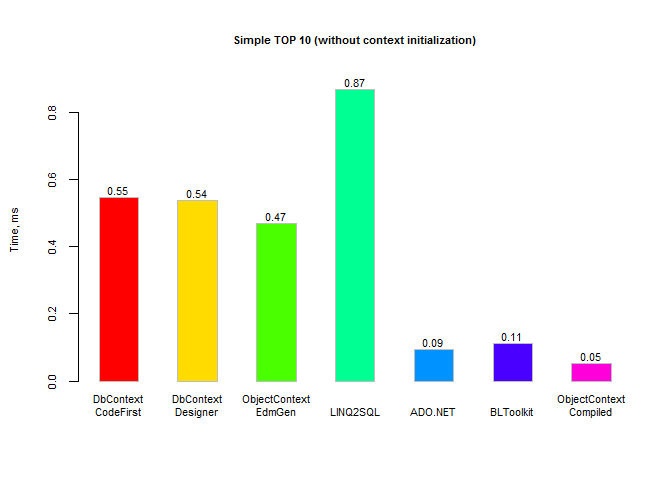 Simple TOP 10 (without context initialization)
Time, ms
0.8
0.6
0.4
0.2
0.0
0.55
0.54
0.47
0.87
0.09
0.11
0.05
DbContext
CodeFirst
DbContext
Designer
ObjectContext
EdmGen
LINQ2SQL
ADO.NET
BLToolkit
ObjectContext
Compiled